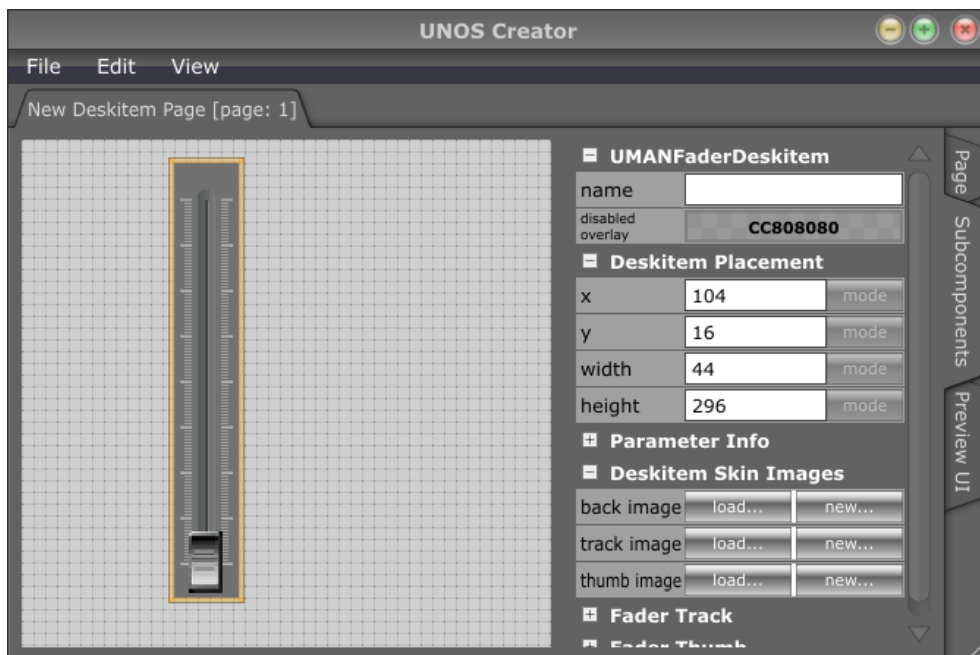 UNOS Creator
File Edit View
New Deskitem Page [page: 1]
UMANFaderDeskitem
name
disabled overlay CC808080
Deskitem Placement
x 104 mode
y 16 mode
width 44 mode
height 296 mode
Parameter Info
Deskitem Skin Images
back image load... new...
track image load... new...
thumb image load... new...
Fader Track
Fader Thumb
Page
Subcomponents
Preview UI